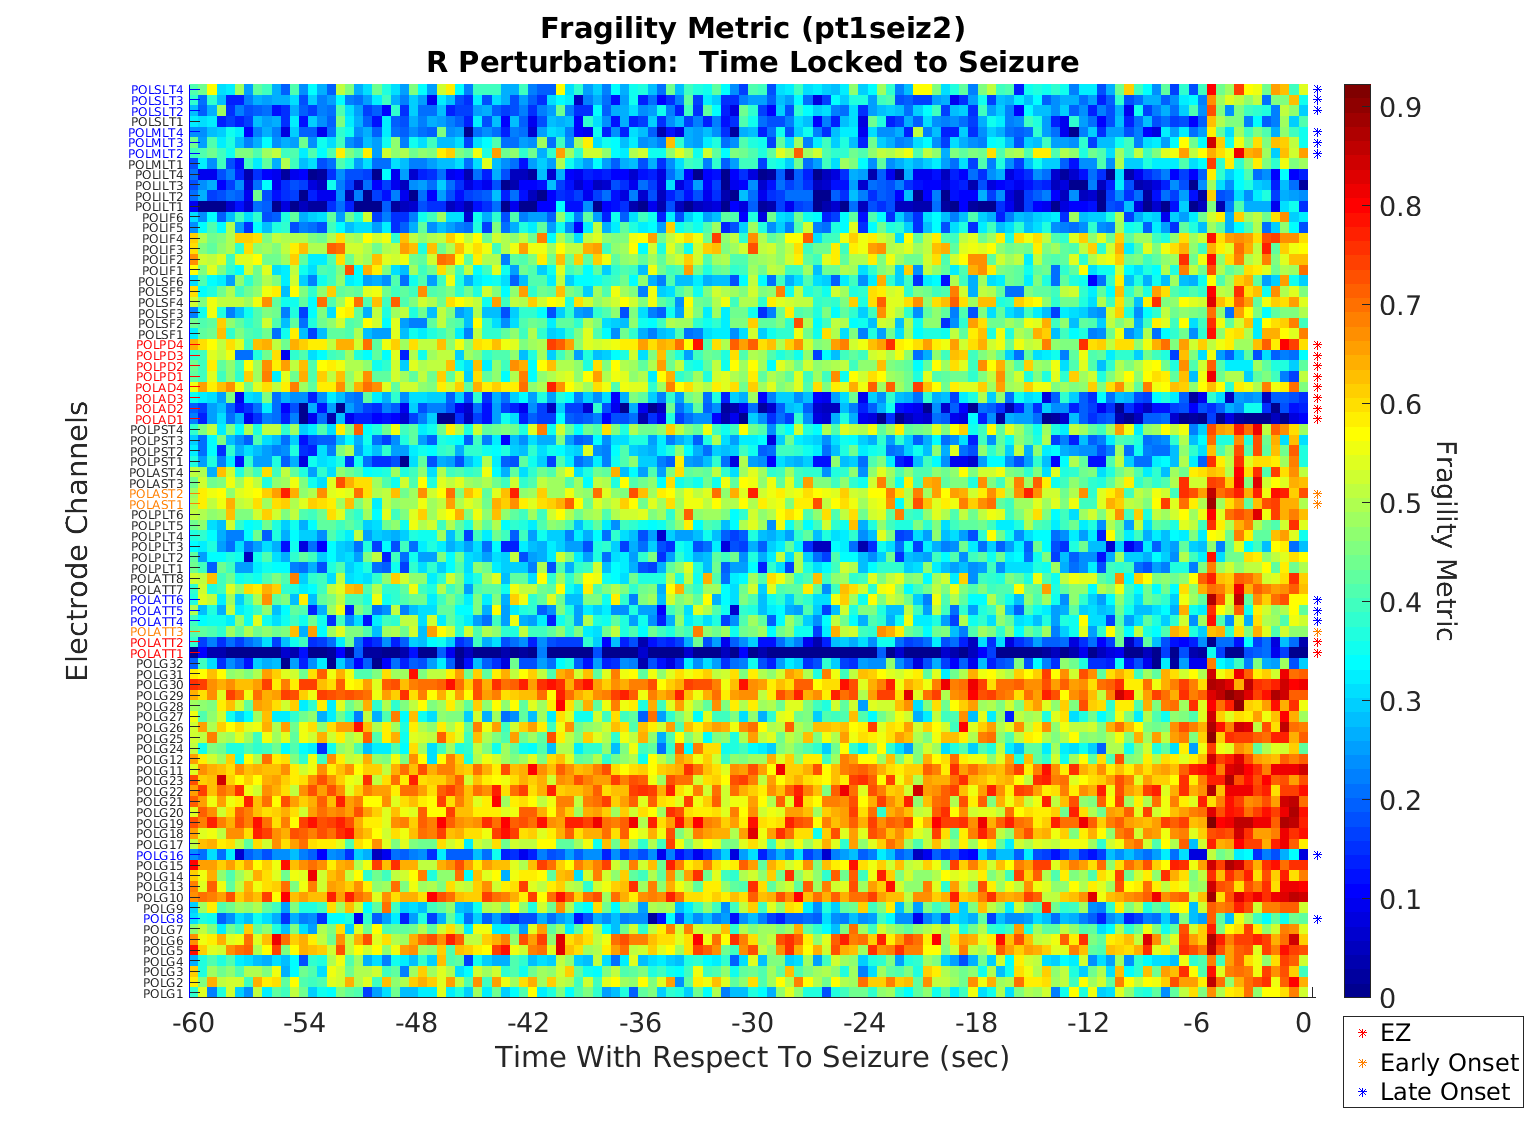 Fragility Metric (pt1seiz2)
R Perturbation:  Time Locked to Seizure
Electrode Channels
POLSLT4
POLSLT3
POLSLT2
POLSLT1
POLMLT4
POLMLT3
POLMLT2
POLMLT1
POLILT4
POLILT3
POLILT2
POLILT1
POLIF6
POLIF5
POLIF4
POLIF3
POLIF2
POLIF1
POLSF6
POLSF5
POLSF4
POLSF3
POLSF2
POLSF1
POLPD4
POLPD3
POLPD2
POLPD1
POLAD4
POLAD3
POLAD2
POLAD1
POLPST4
POLPST3
POLPST2
POLPST1
POLAST4
POLAST3
POLAST2
POLAST1
POLPLT6
POLPLT5
POLPLT4
POLPLT3
POLPLT2
POLPLT1
POLATT8
POLATT7
POLATT6
POLATT5
POLATT4
POLATT3
POLATT2
POLATT1
POLG32
POLG31
POLG30
POLG29
POLG28
POLG27
POLG26
POLG25
POLG24
POLG12
POLG11
POLG23
POLG22
POLG21
POLG20
POLG19
POLG18
POLG17
POLG16
POLG15
POLG14
POLG13
POLG10
POLG9
POLG8
POLG7
POLG6
POLG5
POLG4
POLG3
POLG2
POLG1
-60 -54 -48 -42 -36 -30 -24 -18 -12 -6 0
Time With Respect To Seizure (sec)
0.9
0.8
0.7
0.6
0.5
0.4
0.3
0.2
0.1
0
Fragility Metric
EZ
Early Onset
Late Onset